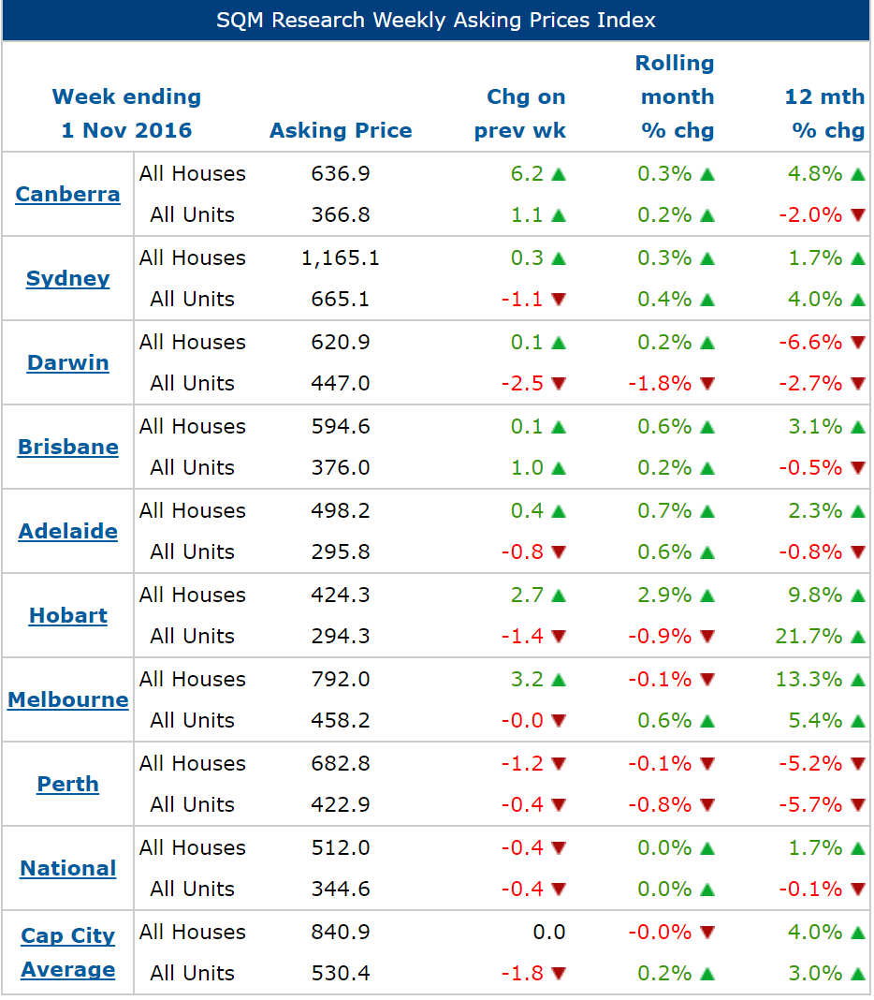 SQM Research Weekly Asking Prices Index
Week ending
1 Nov 2016
Asking Price
Chg on
prev wk
Rolling
month
% chg
12 mth
% chg
Canberra
All Houses 636.9 6.2 ▲ 0.3% ▲ 4.8% ▲
All Units 366.8 1.1 ▲ 0.2% ▲ -2.0% ▼
Sydney
All Houses 1,165.1 0.3 ▲ 0.3% ▲ 1.7% ▲
All Units 665.1 -1.1 ▼ 0.4% ▲ 4.0% ▲
Darwin
All Houses 620.9 0.1 ▲ 0.2% ▲ -6.6% ▼
All Units 447.0 -2.5 ▼ -1.8% ▼ -2.7% ▼
Brisbane
All Houses 594.6 0.1 ▲ 0.6% ▲ 3.1% ▲
All Units 376.0 1.0 ▲ 0.2% ▲ -0.5% ▼
Adelaide
All Houses 498.2 0.4 ▲ 0.7% ▲ 2.3% ▲
All Units 295.8 -0.8 ▼ 0.6% ▲ -0.8% ▼
Hobart
All Houses 424.3 2.7 ▲ 2.9% ▲ 9.8% ▲
All Units 294.3 -1.4 ▼ -0.9% ▼ 21.7% ▲
Melbourne
All Houses 792.0 3.2 ▲ -0.1% ▼ 13.3% ▲
All Units 458.2 -0.0 ▼ 0.6% ▲ 5.4% ▲
Perth
All Houses 682.8 -1.2 ▼ -0.1% ▼ -5.2% ▼
All Units 422.9 -0.4 ▼ -0.8% ▼ -5.7% ▼
National
All Houses 512.0 -0.4 ▼ 0.0% ▲ 1.7% ▲
All Units 344.6 -0.4 ▼ 0.0% ▲ -0.1% ▼
Cap City
Average
All Houses 840.9 0.0 -0.0% ▼ 4.0% ▲
All Units 530.4 -1.8 ▼ 0.2% ▲ 3.0% ▲